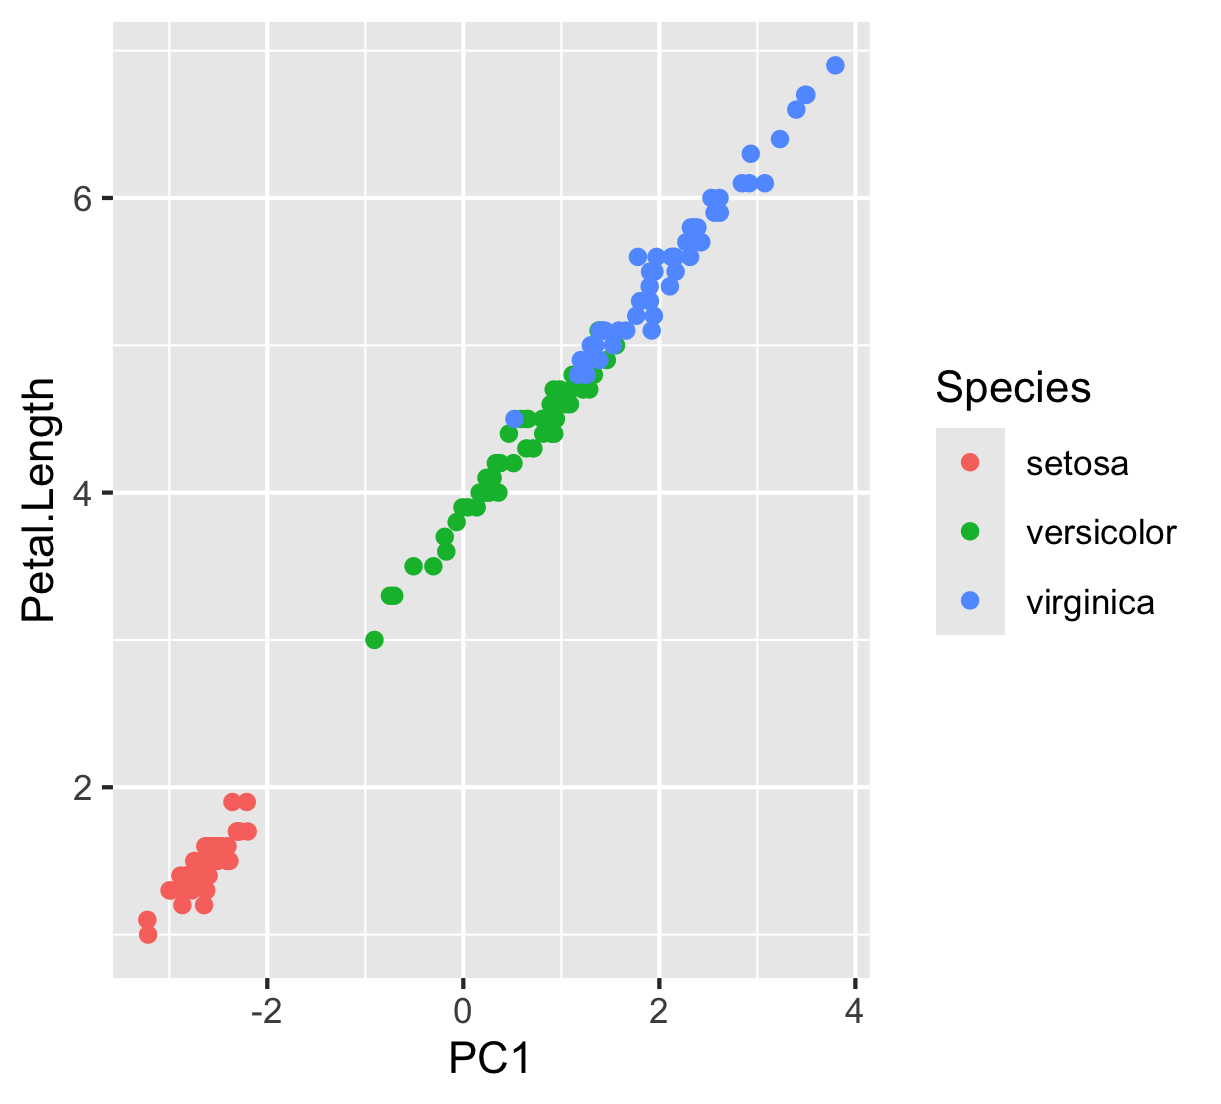 6
4
2
Petal.Length
-2
0
2
4
PC1
Species
setosa
versicolor
virginica